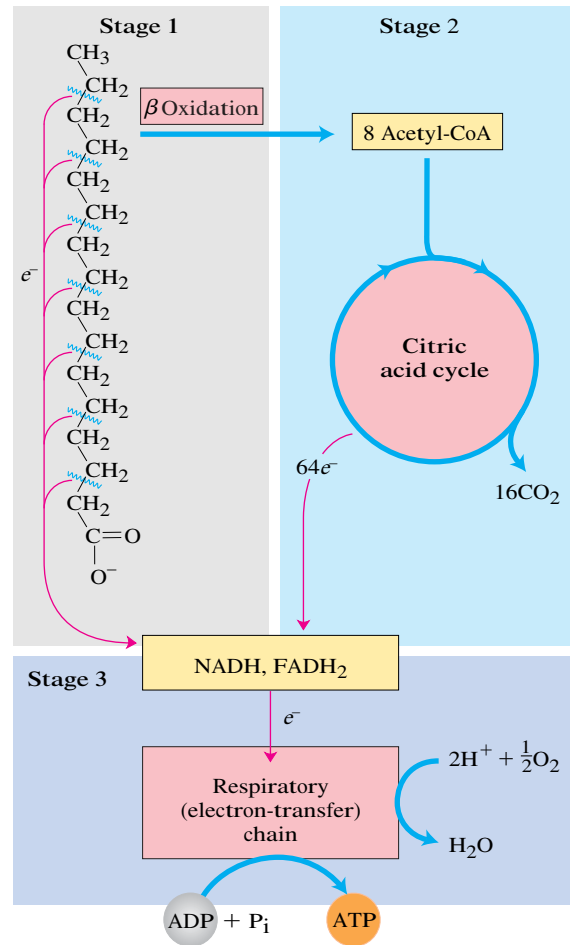 Stage 1
CH₃
CH₂
CH₂
CH₂
CH₂
CH₂
CH₂
CH₂
CH₂
CH₂
CH₂
CH₂
CH₂
CH₂
CH₂
C=O
O⁻
e⁻
β Oxidation
Stage 2
8 Acetyl-CoA
Citric
acid cycle
64e⁻
16CO₂
Stage 3
NADH, FADH₂
e⁻
Respiratory
(electron-transfer)
chain
2H⁺ + ½O₂
H₂O
ADP + Pᵢ
ATP